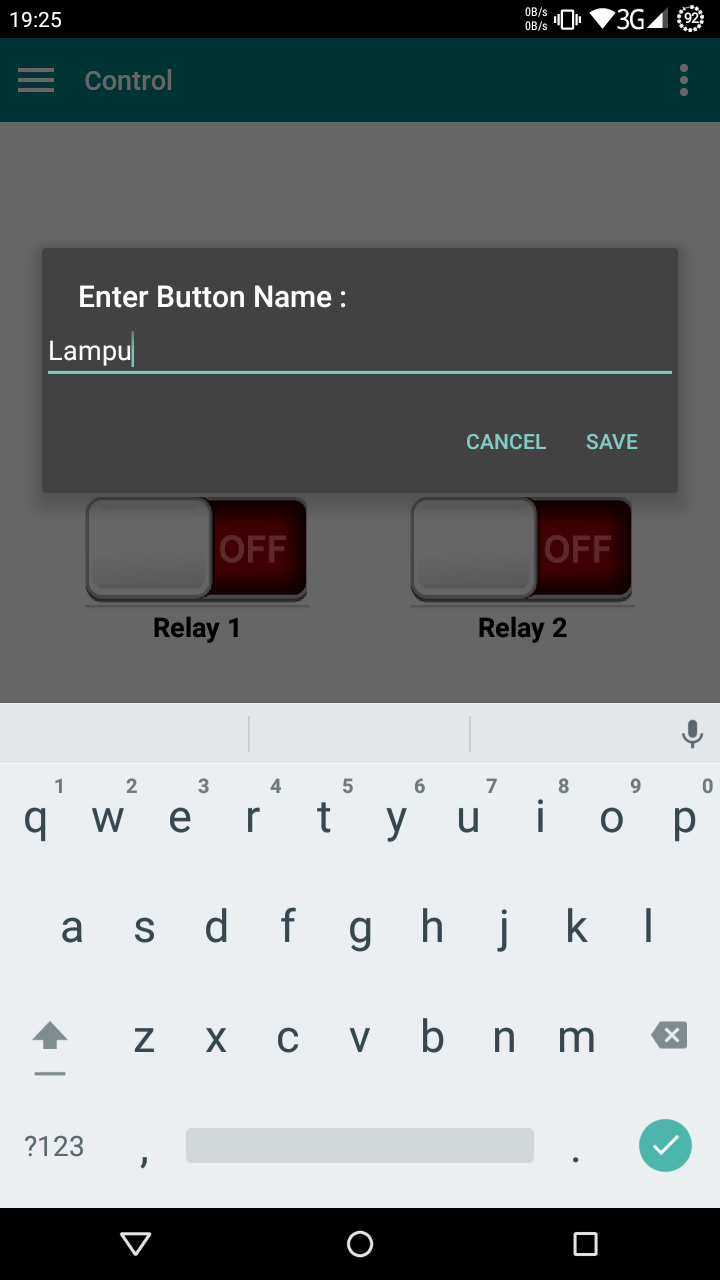 19:25
0B/s
0B/s
3G
92
Control
Enter Button Name :
Lampu
CANCEL SAVE
OFF OFF
Relay 1 Relay 2
1 2 3 4 5 6 7 8 9 0
q w e r t y u i o p
a s d f g h j k l
z x c v b n m
?123 , .